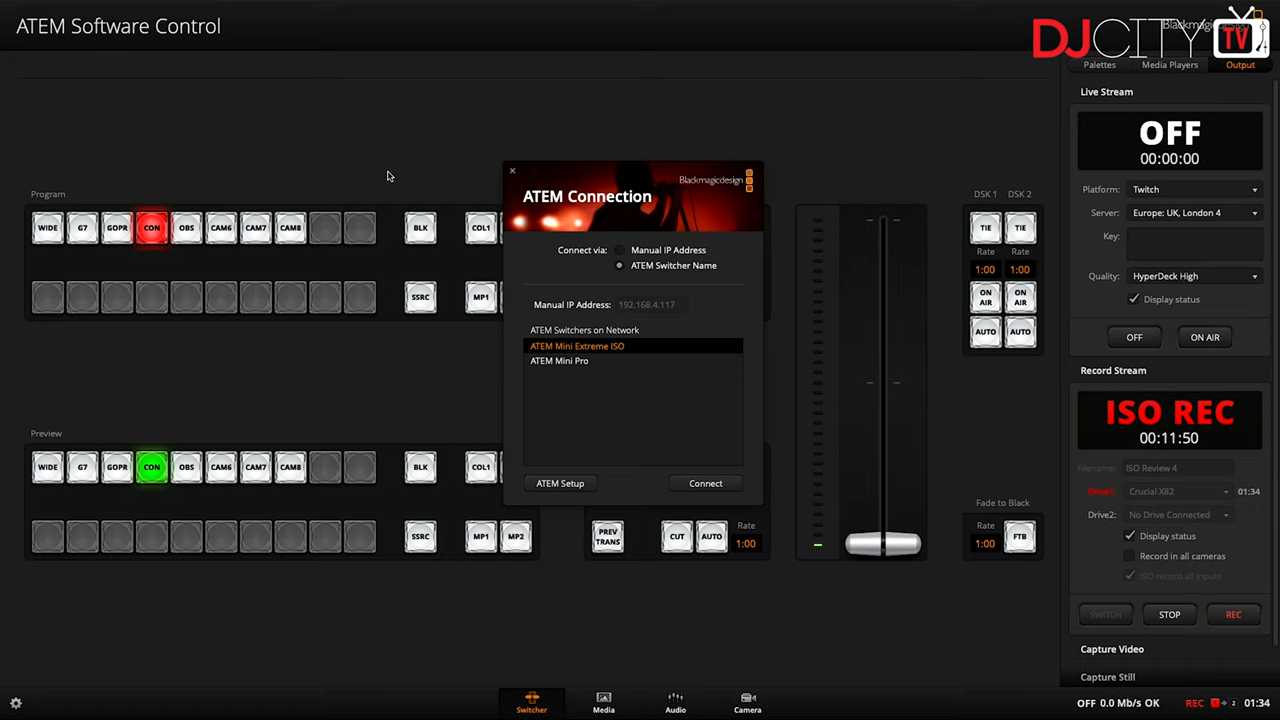 ATEM Software Control
DJCITY
TV
Palettes
Media Players
Output
Live Stream
OFF
00:00:00
Platform:
Twitch
Server:
Europe: UK, London 4
Key:
Quality:
HyperDeck High
Display status
OFF
ON AIR
Record Stream
ISO REC
00:11:50
Filename:
ISO Review 4
Drive1:
Crucial X82
01:34
Drive2:
No Drive Connected
Display status
Record in all cameras
ISO record all inputs
SWITCH
STOP
REC
Capture Video
Capture Still
Program
WIDE
G7
GOPR
CON
OBS
CAM6
CAM7
CAM8
BLK
COL1
SSRC
MP1
ATEM Connection
Blackmagicdesign
Connect via:
Manual IP Address
ATEM Switcher Name
Manual IP Address:
192.168.4.117
ATEM Switchers on Network
ATEM Mini Extreme ISO
ATEM Mini Pro
ATEM Setup
Connect
DSK 1
DSK 2
TIE
TIE
Rate
Rate
1:00
1:00
ON AIR
ON AIR
AUTO
AUTO
Preview
WIDE
G7
GOPR
CON
OBS
CAM6
CAM7
CAM8
BLK
COL1
SSRC
MP1
MP2
PREV TRANS
CUT
AUTO
Rate
1:00
Fade to Black
Rate
1:00
FTB
Switcher
Media
Audio
Camera
OFF 0.0 Mb/s OK
REC
1
2
01:34